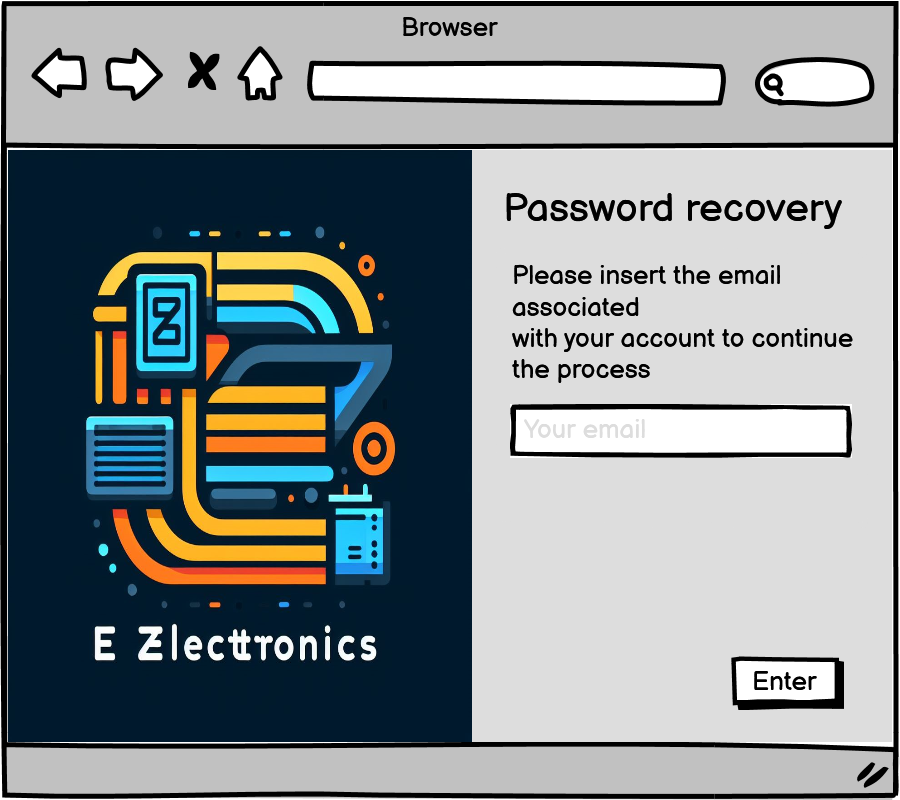 Browser
Password recovery
Please insert the email
associated
with your account to continue
the process
Your email
E Zlecttronics
Enter